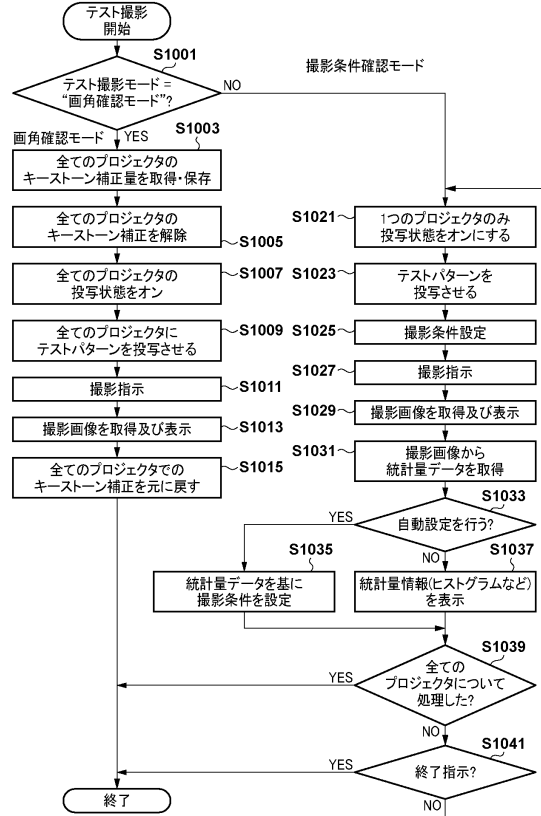 テスト撮影
開始
S1001
テスト撮影モード=
“画角確認モード”?
NO
撮影条件確認モード
画角確認モード
YES
S1003
全てのプロジェクタの
キーストーン補正量を取得・保存
全てのプロジェクタの
キーストーン補正を解除
S1005
全てのプロジェクタの
投写状態をオン
S1007
全てのプロジェクタに
テストパターンを投写させる
S1009
撮影指示
S1011
撮影画像を取得及び表示
S1013
全てのプロジェクタでの
キーストーン補正を元に戻す
S1015
S1021
1つのプロジェクタのみ
投写状態をオンにする
S1023
テストパターンを
投写させる
S1025
撮影条件設定
S1027
撮影指示
S1029
撮影画像を取得及び表示
S1031
撮影画像から
統計量データを取得
S1033
自動設定を行う?
YES
NO
S1035
統計量データを基に
撮影条件を設定
S1037
統計量情報(ヒストグラムなど)
を表示
S1039
全ての
プロジェクタについて
処理した?
YES
NO
S1041
終了指示?
YES
NO
終了